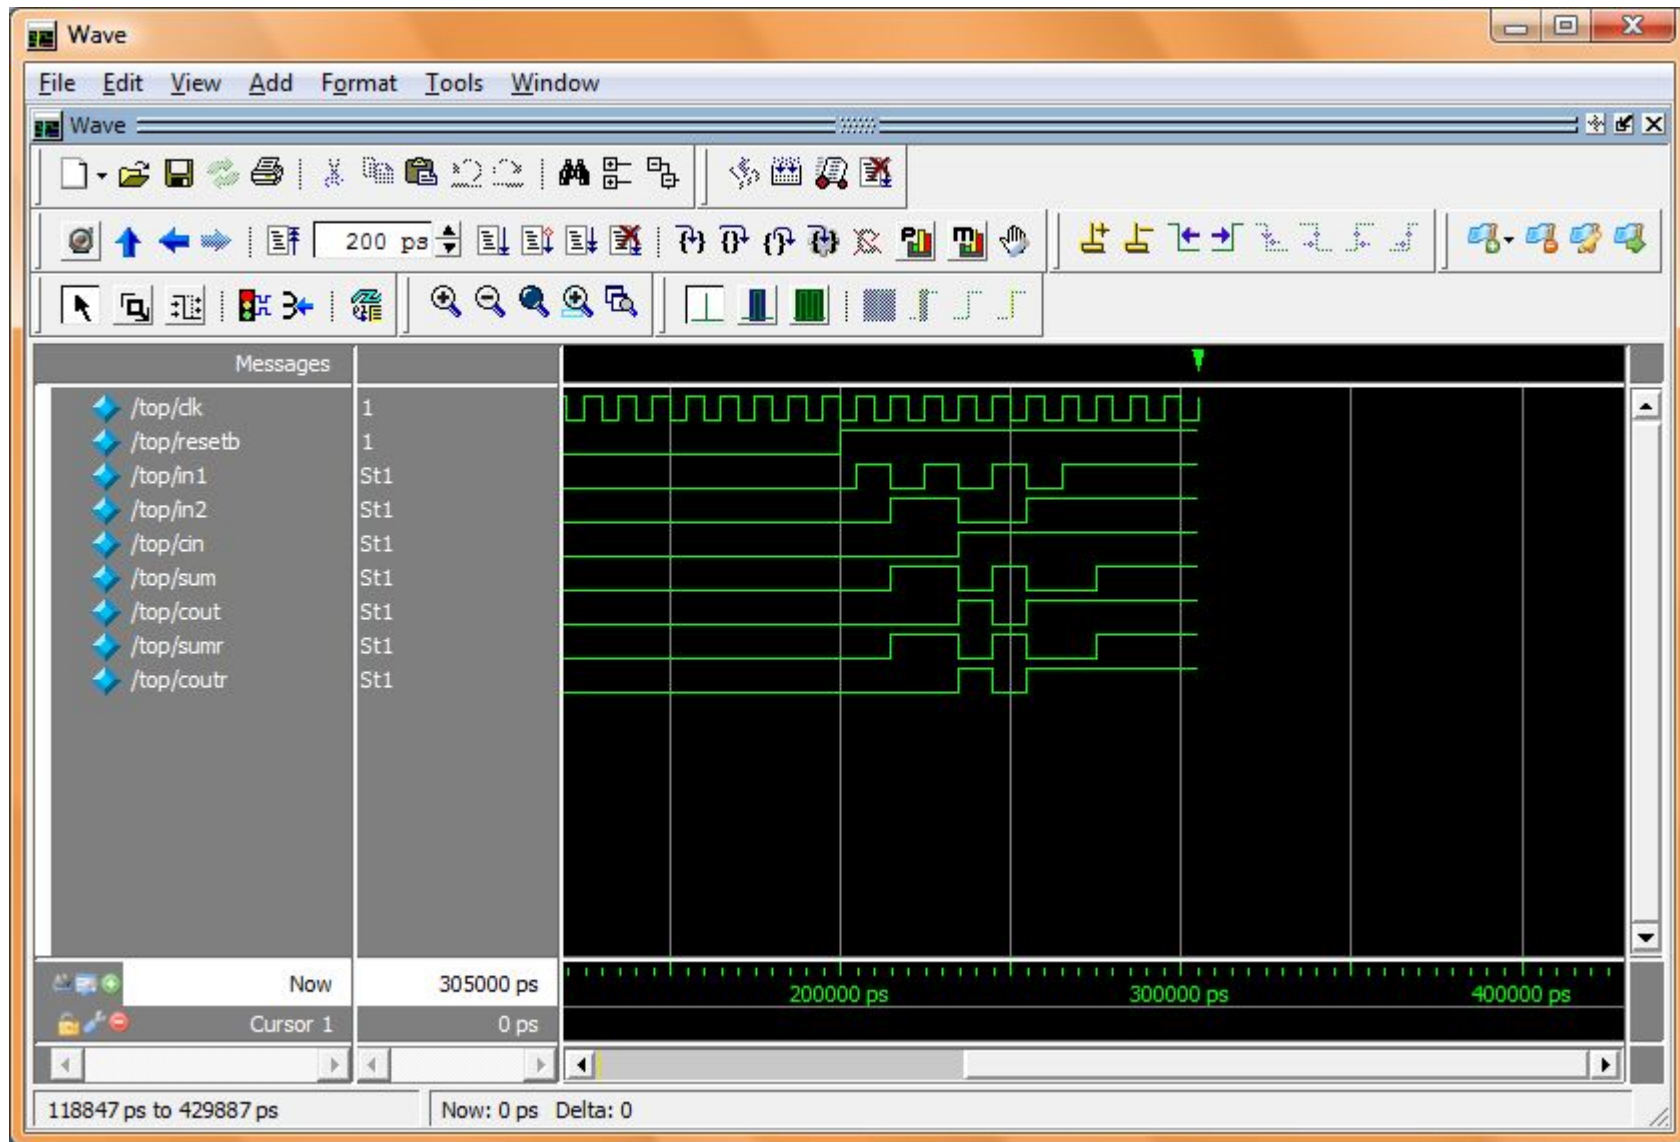 Wave
File Edit View Add Format Tools Window
Wave
200 ps
Messages
/top/clk 1
/top/resetb 1
/top/in1 St1
/top/in2 St1
/top/cin St1
/top/sum St1
/top/cout St1
/top/sumr St1
/top/coutr St1
Now 305000 ps
200000 ps 300000 ps 400000 ps
Cursor 1 0 ps
118847 ps to 429887 ps Now: 0 ps Delta: 0